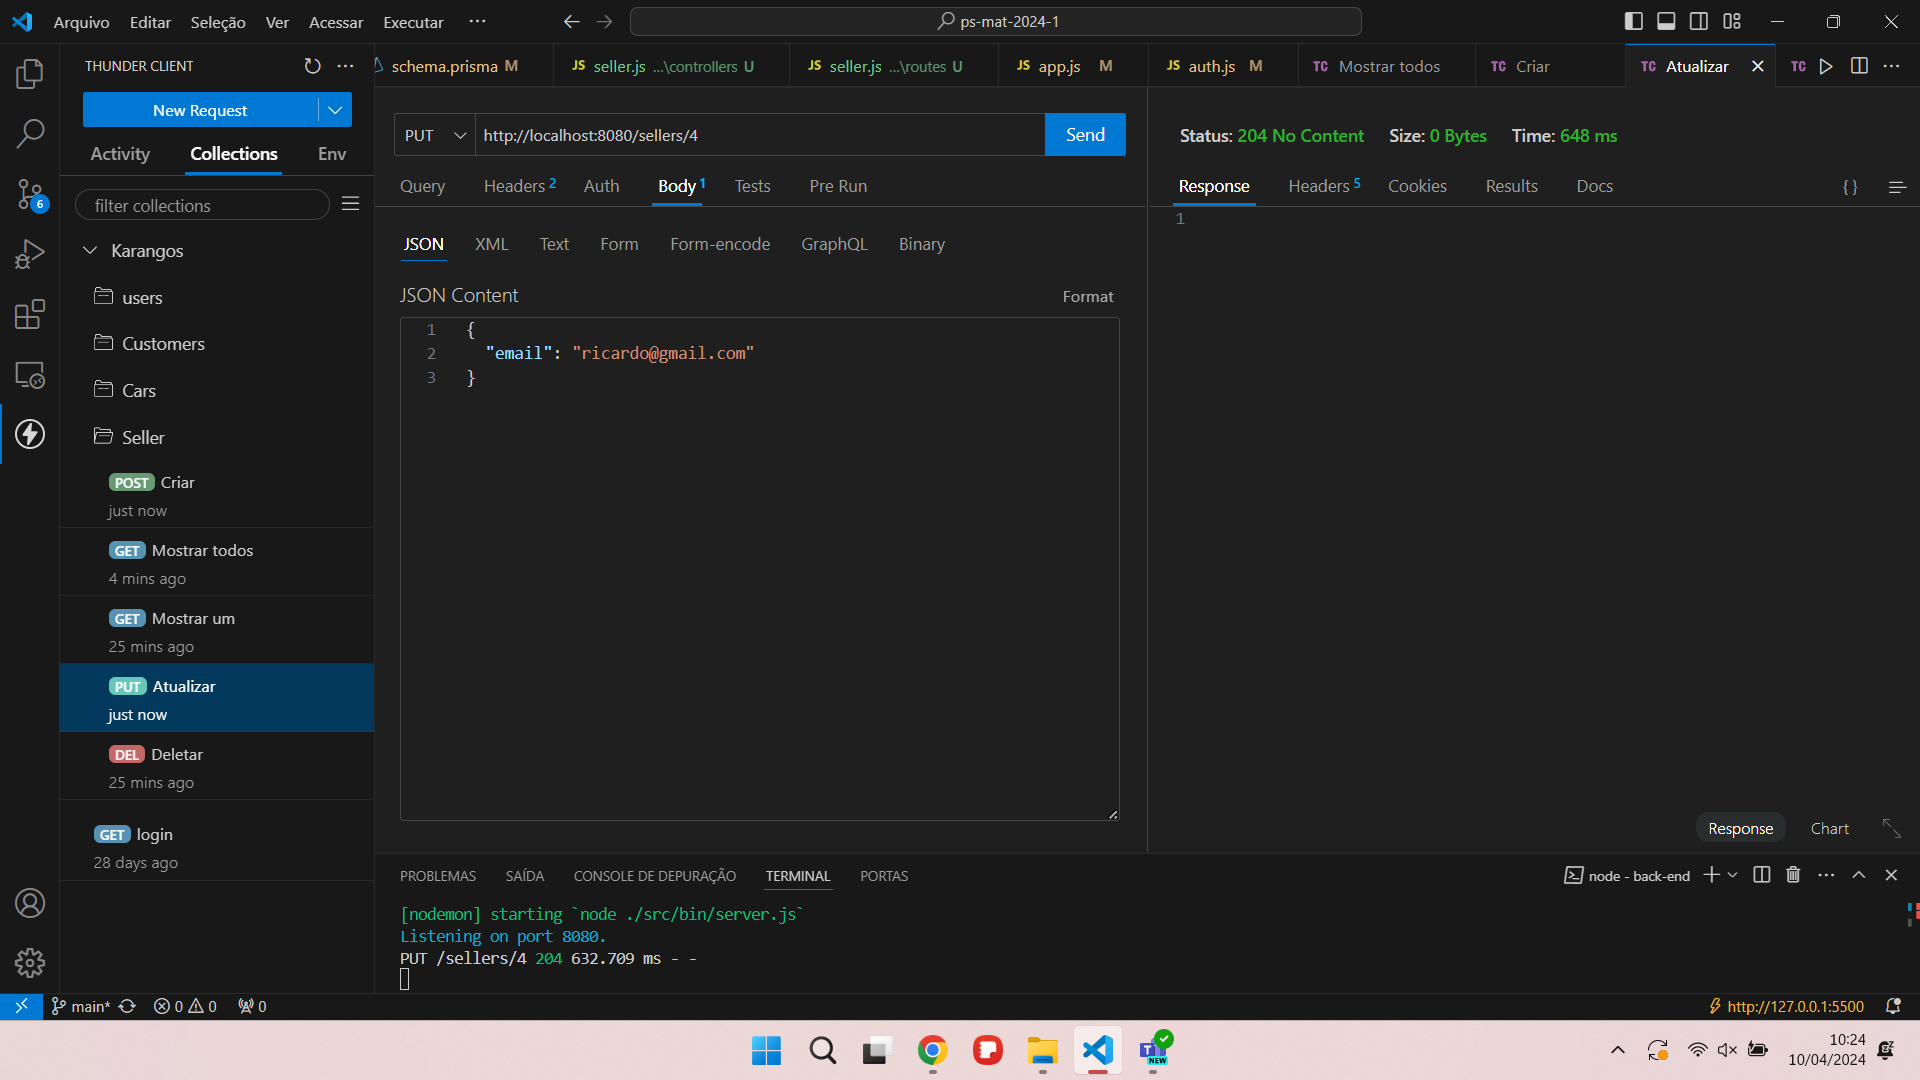 Arquivo Editar Seleção Ver Acessar Executar ···
ps-mat-2024-1
THUNDER CLIENT
New Request
Activity Collections Env
filter collections
Karangos
users
Customers
Cars
Seller
POST Criar
just now
GET Mostrar todos
4 mins ago
GET Mostrar um
25 mins ago
PUT Atualizar
just now
DEL Deletar
25 mins ago
GET login
28 days ago
schema.prisma M
JS seller.js ...\controllers U
JS seller.js ...\routes U
JS app.js M
JS auth.js M
TC Mostrar todos
TC Criar
TC Atualizar
TC
PUT http://localhost:8080/sellers/4 Send
Query Headers 2 Auth Body 1 Tests Pre Run
JSON XML Text Form Form-encode GraphQL Binary
JSON Content Format
1 {
2 "email": "ricardo@gmail.com"
3 }
Status: 204 No Content Size: 0 Bytes Time: 648 ms
Response Headers 5 Cookies Results Docs { }
1
Response Chart
PROBLEMAS SAÍDA CONSOLE DE DEPURAÇÃO TERMINAL PORTAS
node - back-end
[nodemon] starting `node ./src/bin/server.js`
Listening on port 8080.
PUT /sellers/4 204 632.709 ms - -
6
main* 0 0 0
http://127.0.0.1:5500
NEW
10:24
10/04/2024